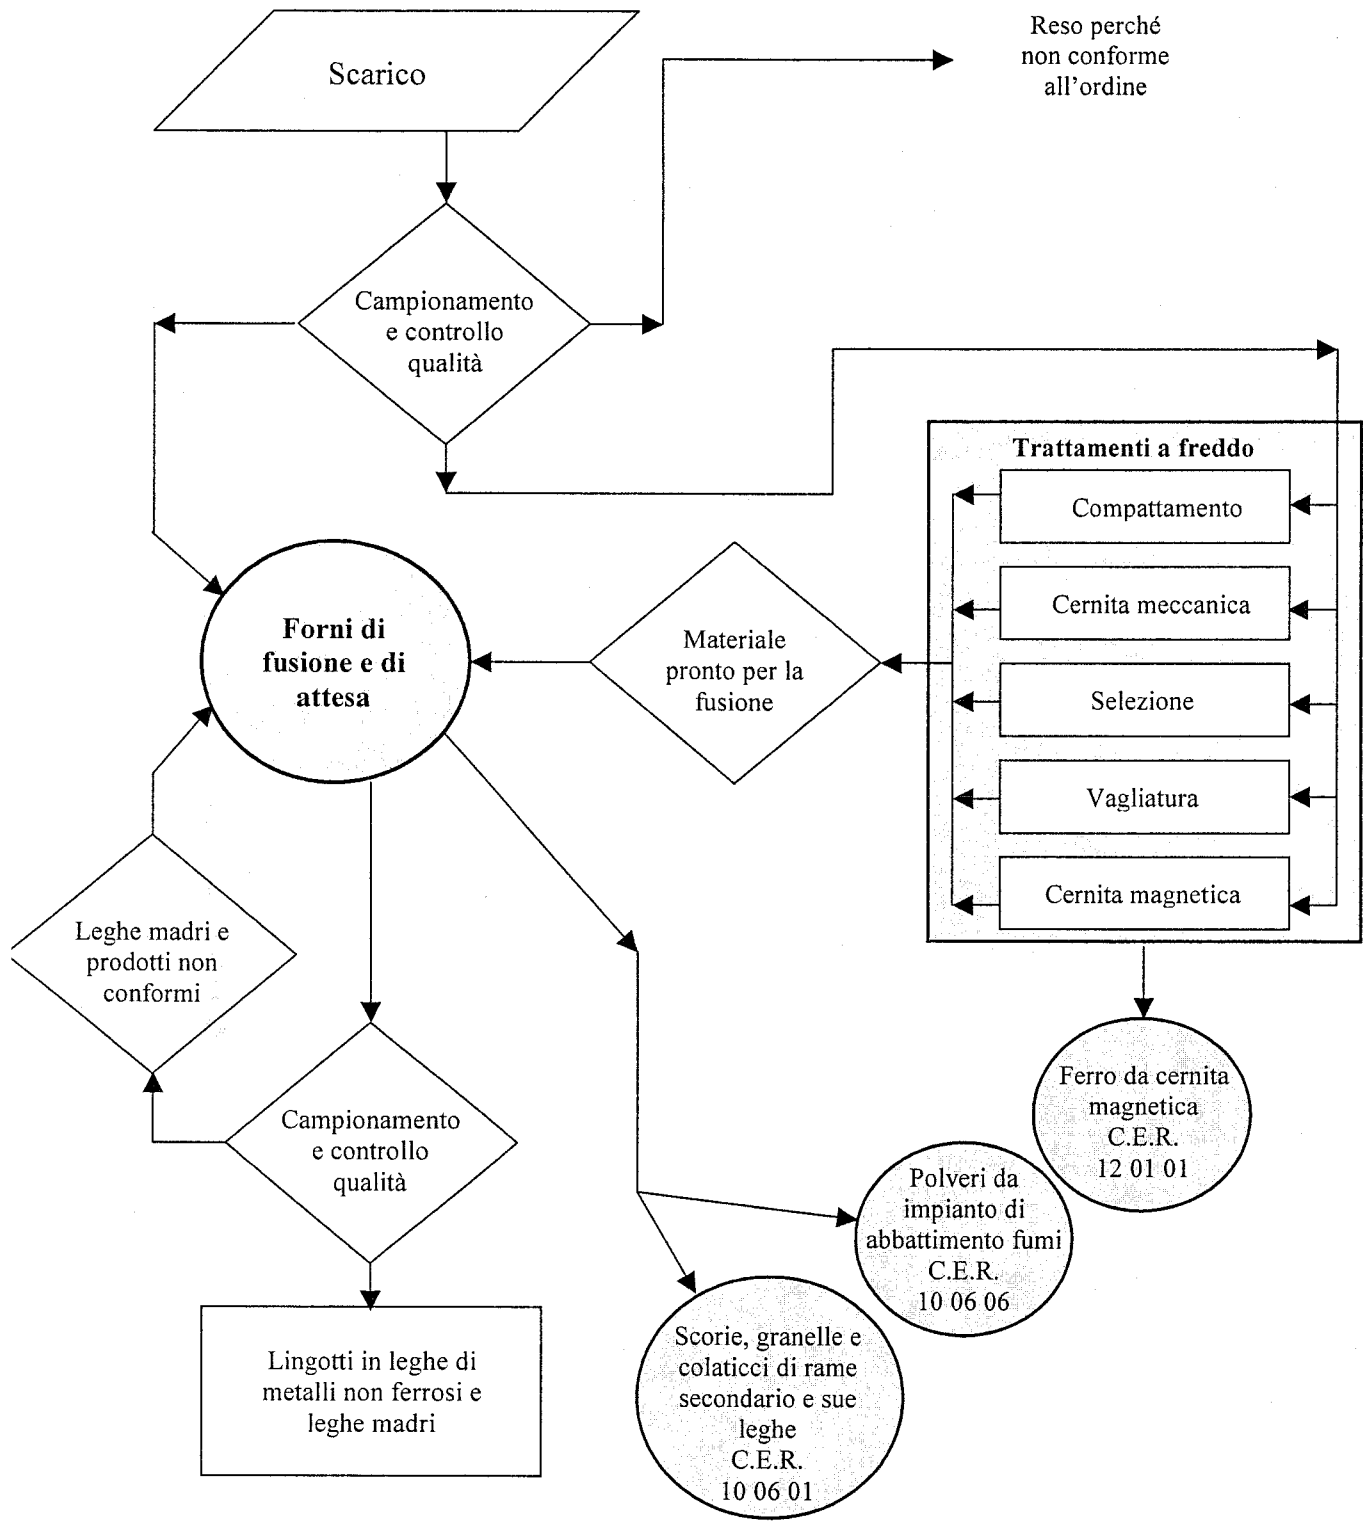 Scarico
Reso perché
non conforme
all'ordine
Campionamento
e controllo
qualità
Trattamenti a freddo
Compattamento
Cernita meccanica
Selezione
Vagliatura
Cernita magnetica
Forni di
fusione e di
attesa
Materiale
pronto per la
fusione
Leghe madri e
prodotti non
conformi
Campionamento
e controllo
qualità
Ferro da cernita
magnetica
C.E.R.
12 01 01
Polveri da
impianto di
abbattimento fumi
C.E.R.
10 06 06
Scorie, granelle e
colaticci di rame
secondario e sue
leghe
C.E.R.
10 06 01
Lingotti in leghe di
metalli non ferrosi e
leghe madri